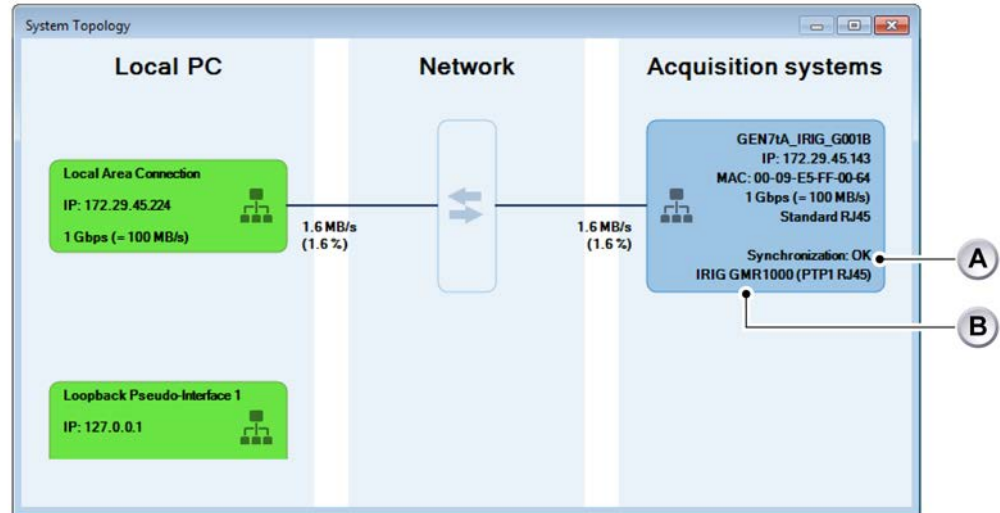 System Topology
Local PC
Network
Acquisition systems
Local Area Connection
IP: 172.29.45.224
1 Gbps (= 100 MB/s)
1.6 MB/s
(1.6 %)
1.6 MB/s
(1.6 %)
GEN7tA_IRIG_G001B
IP: 172.29.45.143
MAC: 00-09-E5-FF-00-64
1 Gbps (= 100 MB/s)
Standard RJ45
Synchronization: OK
IRIG GMR1000 (PTP1 RJ45)
A
B
Loopback Pseudo-Interface 1
IP: 127.0.0.1